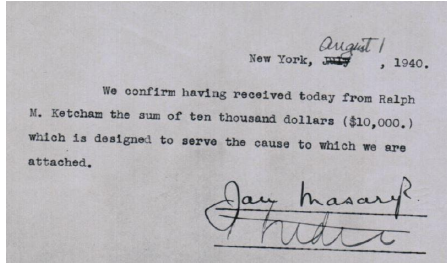 August 1
New York, July , 1940.
We confirm having received today from Ralph
M. Ketcham the sum of ten thousand dollars ($10,000.)
which is designed to serve the cause to which we are
attached.
Jan Masaryk